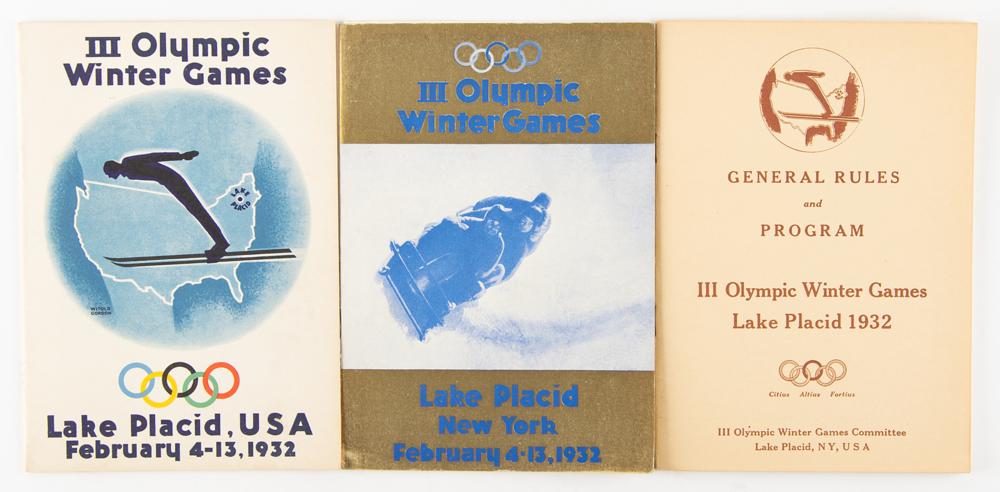 III Olympic
Winter Games
LAKE
PLACID
WITOLD
GORDON
Lake Placid, USA
February 4-13, 1932
III Olympic
Winter Games
Lake Placid
New York
February 4-13, 1932
GENERAL RULES
and
PROGRAM
III Olympic Winter Games
Lake Placid 1932
Citius Altius Fortius
III Olympic Winter Games Committee
Lake Placid, NY, U S A